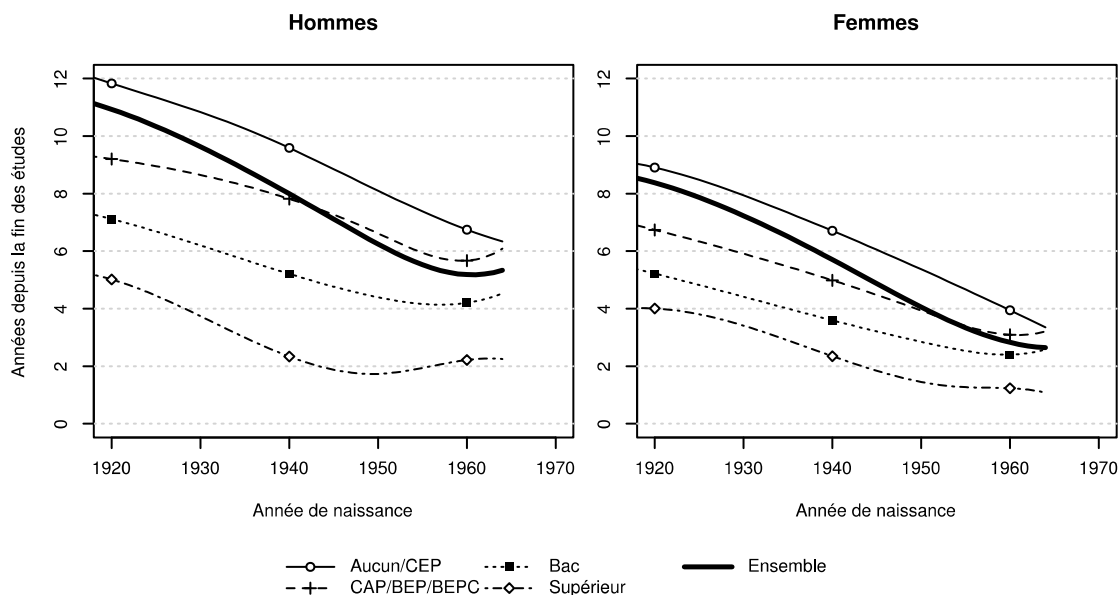 Hommes
Femmes
Années depuis la fin des études
12
10
8
6
4
2
0
1920 1930 1940 1950 1960 1970
Année de naissance
12
10
8
6
4
2
0
1920 1930 1940 1950 1960 1970
Année de naissance
Aucun/CEP Bac Ensemble
CAP/BEP/BEPC Supérieur